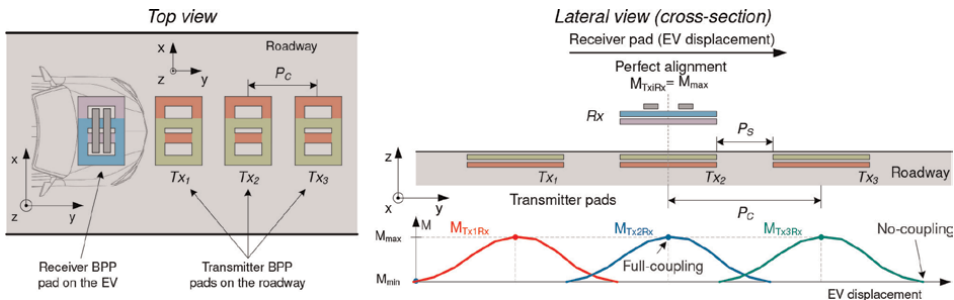 Top view
x
Roadway
z
y
P_C
x
z
y
Tx₁
Tx₂
Tx₃
Receiver BPP
pad on the EV
Transmitter BPP
pads on the roadway
Lateral view (cross-section)
Receiver pad (EV displacement)
Perfect alignment
M_TxiRx = M_max
Rx
P_S
z
Tx₁
Tx₂
Tx₃
Roadway
x
y
Transmitter pads
P_C
M
M_max
M_Tx1Rx
M_Tx2Rx
M_Tx3Rx
No-coupling
Full-coupling
M_min
EV displacement